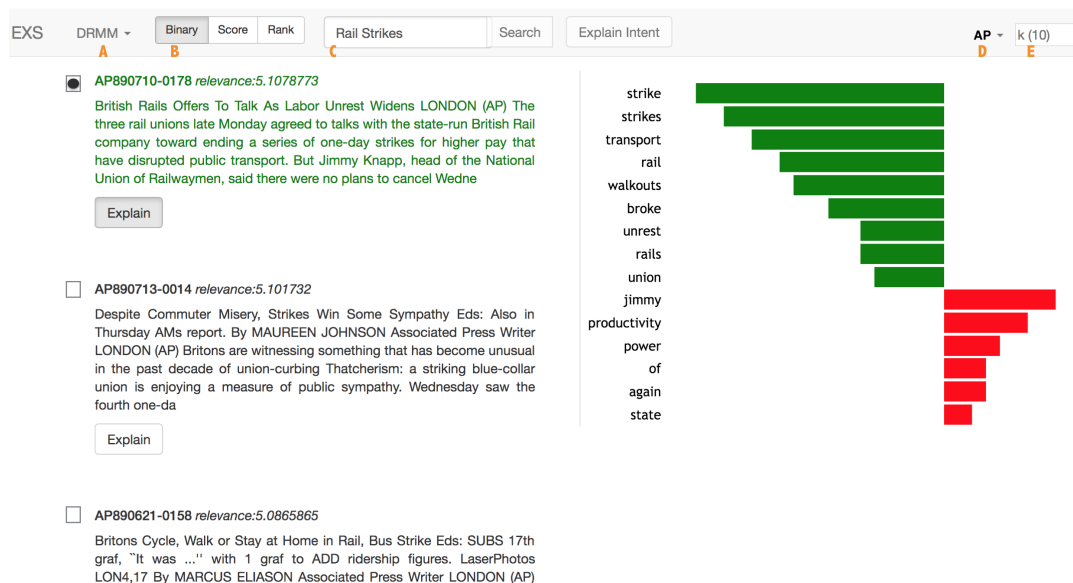 EXS DRMM Binary Score Rank Rail Strikes Search Explain Intent AP k (10)
A B C D E
AP890710-0178 relevance:5.1078773
British Rails Offers To Talk As Labor Unrest Widens LONDON (AP) The
three rail unions late Monday agreed to talks with the state-run British Rail
company toward ending a series of one-day strikes for higher pay that
have disrupted public transport. But Jimmy Knapp, head of the National
Union of Railwaymen, said there were no plans to cancel Wedne
Explain
AP890713-0014 relevance:5.101732
Despite Commuter Misery, Strikes Win Some Sympathy Eds: Also in
Thursday AMs report. By MAUREEN JOHNSON Associated Press Writer
LONDON (AP) Britons are witnessing something that has become unusual
in the past decade of union-curbing Thatcherism: a striking blue-collar
union is enjoying a measure of public sympathy. Wednesday saw the
fourth one-da
Explain
AP890621-0158 relevance:5.0865865
Britons Cycle, Walk or Stay at Home in Rail, Bus Strike Eds: SUBS 17th
graf, ``It was ...'' with 1 graf to ADD ridership figures. LaserPhotos
LON4,17 By MARCUS ELIASON Associated Press Writer LONDON (AP)
strike
strikes
transport
rail
walkouts
broke
unrest
rails
union
jimmy
productivity
power
of
again
state